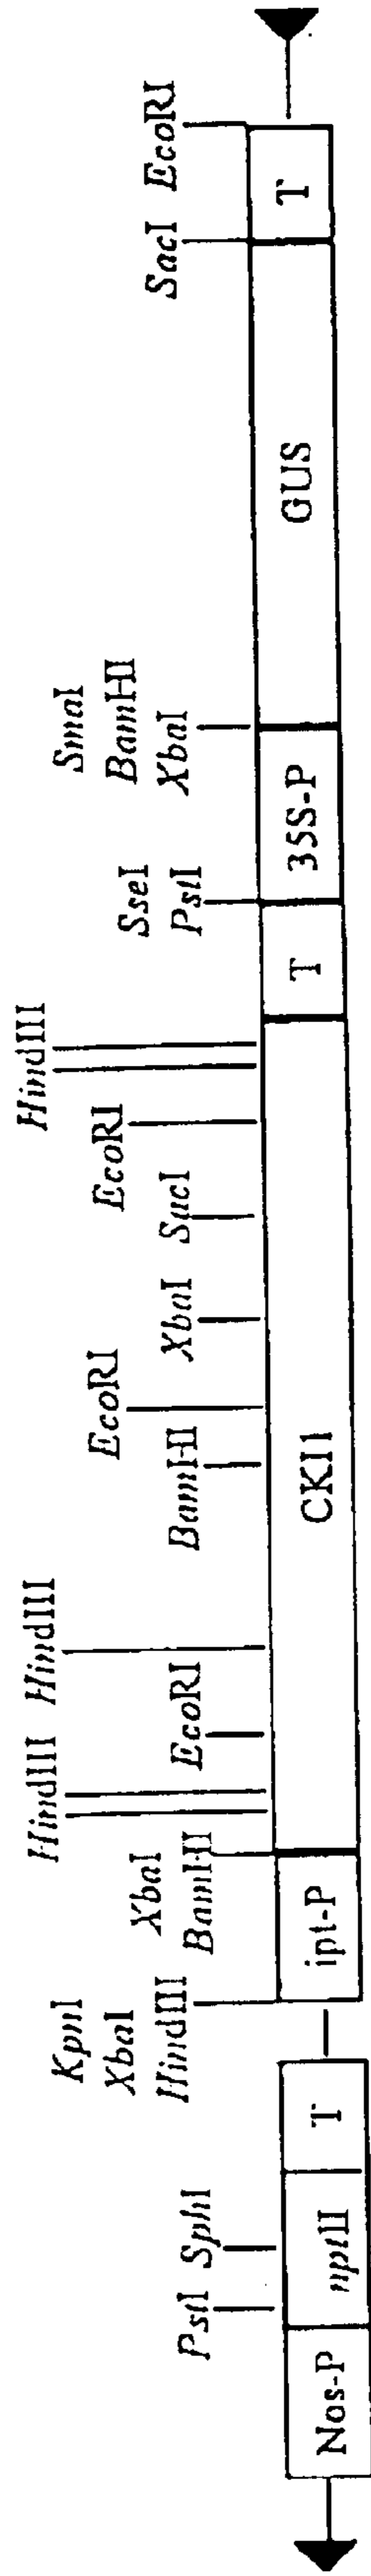 PstI
SphI
KpnI
XbaI
HindIII
XbaI
BamHI
HindIII
EcoRI
HindIII
BamHI
EcoRI
XbaI
SacI
EcoRI
HindIII
SseI
PstI
SmaI
BamHI
XbaI
SacI
EcoRI
Nos-P
nptII
T
ipt-P
CKI1
T
35S-P
GUS
T